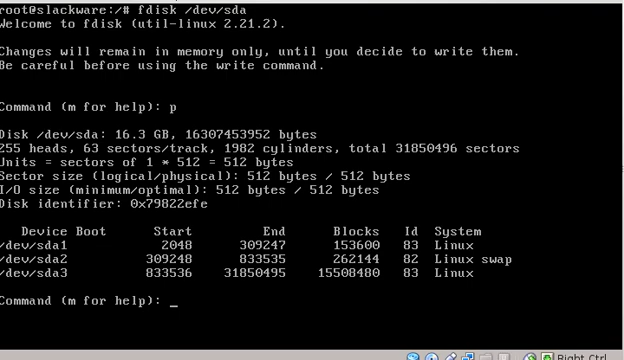 root@slackware:/# fdisk /dev/sda
Welcome to fdisk (util-linux 2.21.2).
Changes will remain in memory only, until you decide to write them.
Be careful before using the write command.
Command (m for help): p
Disk /dev/sda: 16.3 GB, 16307453952 bytes
255 heads, 63 sectors/track, 1982 cylinders, total 31850496 sectors
Units = sectors of 1 * 512 = 512 bytes
Sector size (logical/physical): 512 bytes / 512 bytes
I/O size (minimum/optimal): 512 bytes / 512 bytes
Disk identifier: 0x79822efe
Device Boot Start End Blocks Id System
/dev/sda1 2048 309247 153600 83 Linux
/dev/sda2 309248 833535 262144 82 Linux swap
/dev/sda3 833536 31850495 15508480 83 Linux
Command (m for help): _
Right Ctrl